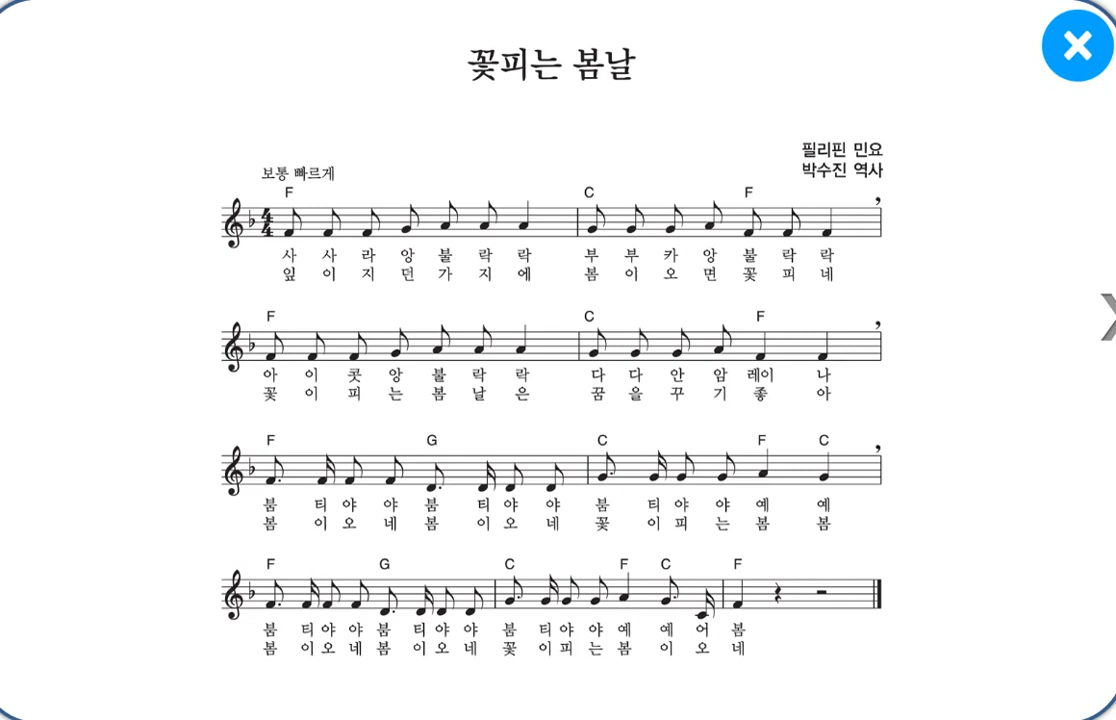 꽃피는 봄날
필리핀 민요
박수진 역사
보통 빠르게
F C F
사 사 라 앙 불 락 락 부 부 카 앙 불 락 락
잎 이 지 던 가 지 에 봄 이 오 면 꽃 피 네
F C F
아 이 콧 앙 불 락 락 다 다 안 암 레이 나
꽃 이 피 는 봄 날 은 꿈 을 꾸 기 좋 아
F G C F C
붐 티 야 야 붐 티 야 야 붐 티 야 야 예 예
봄 이 오 네 봄 이 오 네 꽃 이 피 는 봄 봄
F G C F C F
붐 티 야 야 붐 티 야 야 붐 티 야 야 예 예 어 봄
봄 이 오 네 봄 이 오 네 꽃 이 피 는 봄 이 오 네